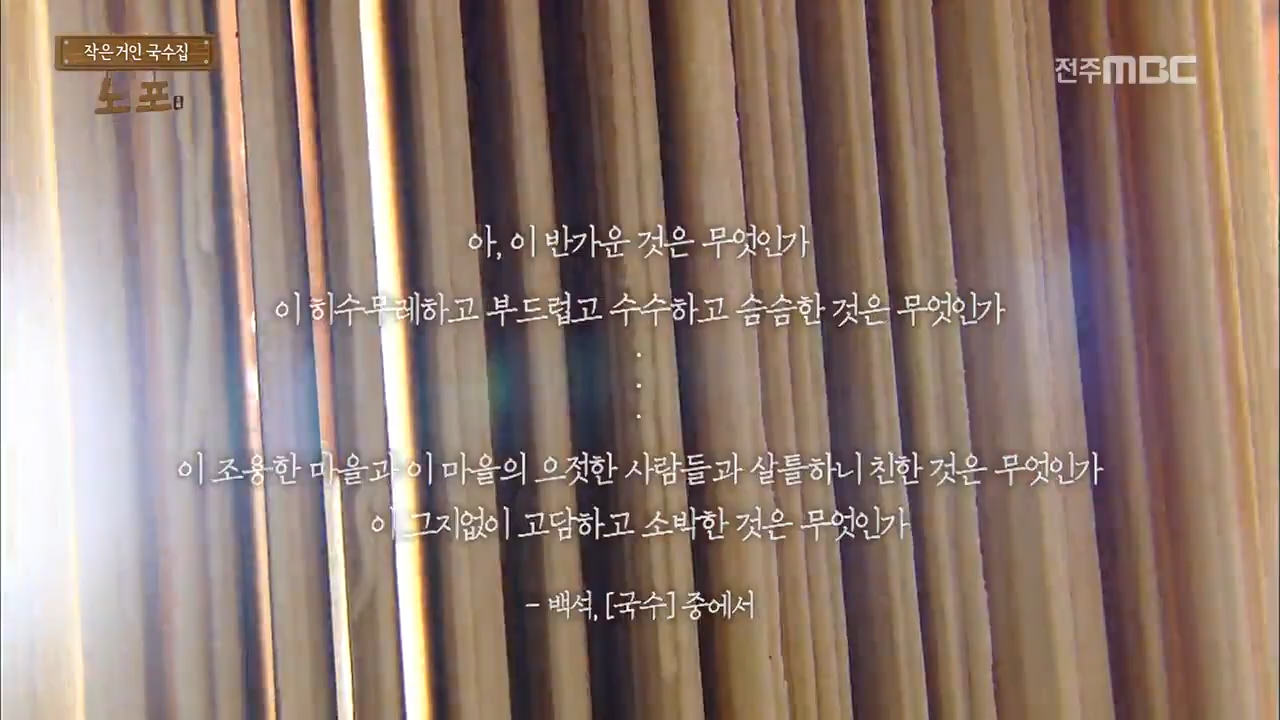 작은거인 국수집
노포
전주MBC
아, 이 반가운 것은 무엇인가
이 히수무레하고 부드럽고 수수하고 슴슴한 것은 무엇인가
.
.
.
이 조용한 마을과 이 마을의 으젓한 사람들과 살틀하니 친한 것은 무엇인가
이 그지없이 고담하고 소박한 것은 무엇인가
- 백석, [국수] 중에서